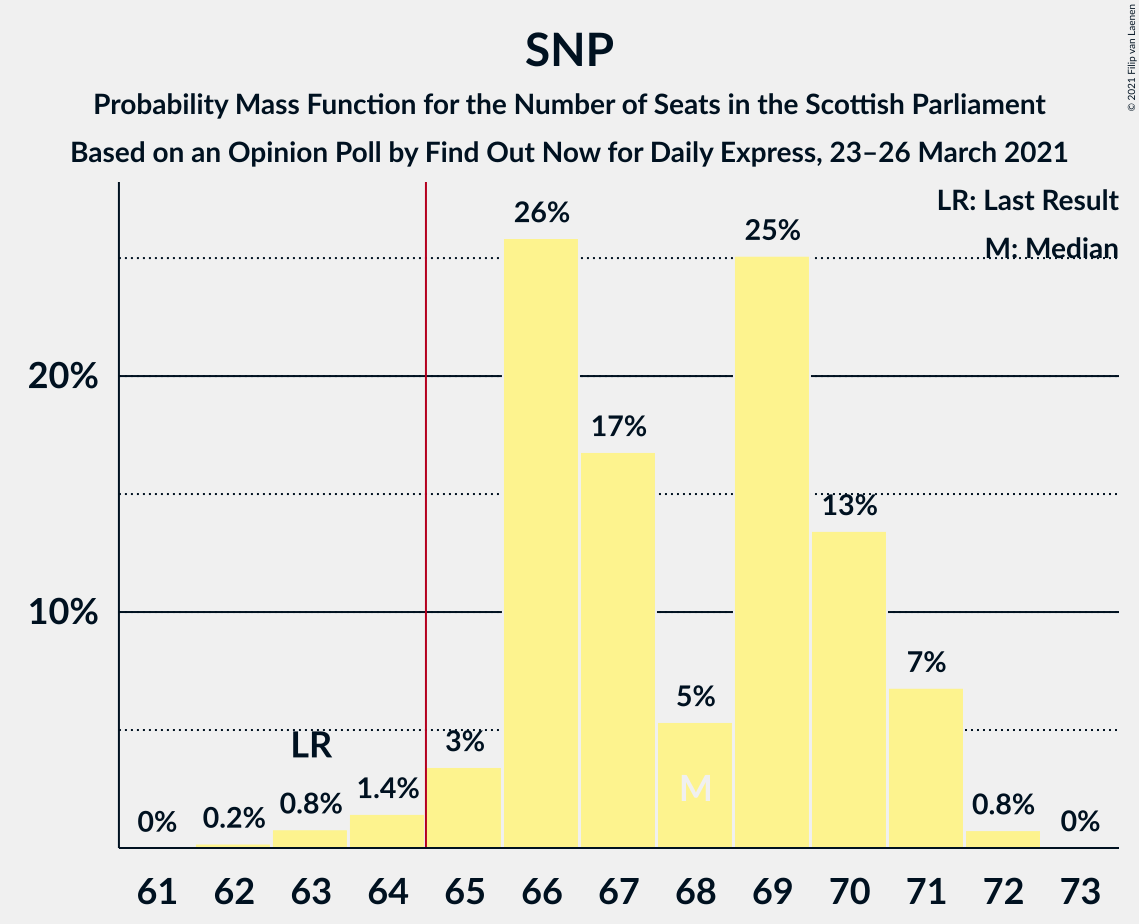 SNP
Probability Mass Function for the Number of Seats in the Scottish Parliament
Based on an Opinion Poll by Find Out Now for Daily Express, 23–26 March 2021
© 2021 Filip van Laenen
LR: Last Result
M: Median
20%
10%
0%
0.2%
0.8%
LR
1.4%
3%
26%
17%
5%
M
25%
13%
7%
0.8%
0%
61 62 63 64 65 66 67 68 69 70 71 72 73